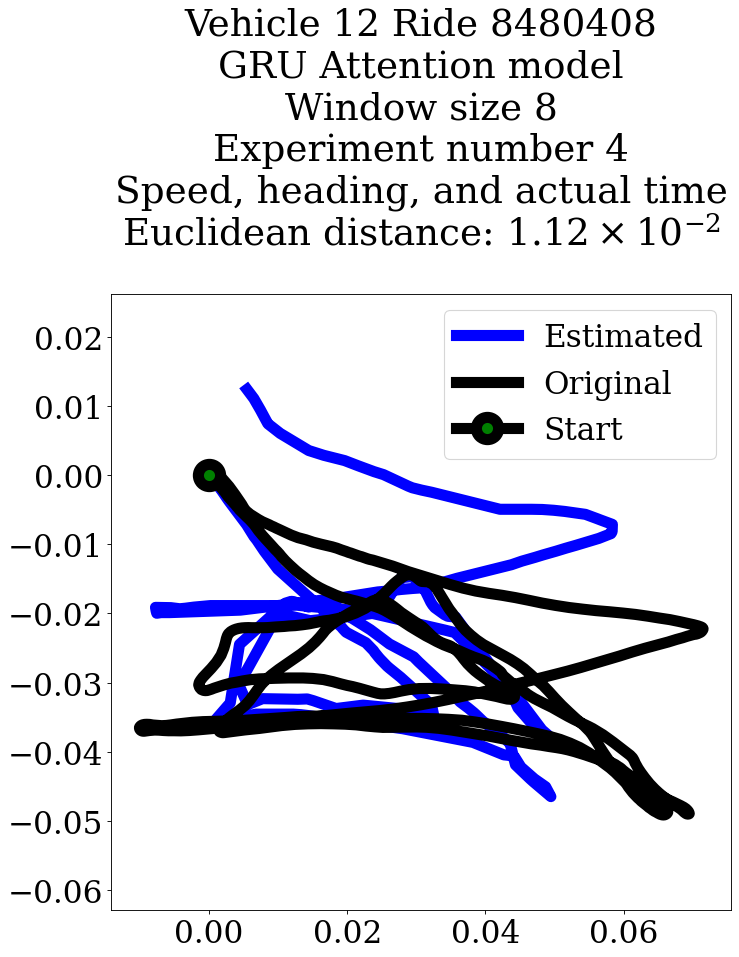 Vehicle 12 Ride 8480408
GRU Attention model
Window size 8
Experiment number 4
Speed, heading, and actual time
Euclidean distance: 1.12 × 10⁻²
Estimated
Original
Start
0.02
0.01
0.00
−0.01
−0.02
−0.03
−0.04
−0.05
−0.06
0.00 0.02 0.04 0.06